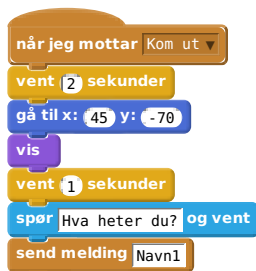 når jeg mottar Kom ut
vent 2 sekunder
gå til x: 45 y: -70
vis
vent 1 sekunder
spør Hva heter du? og vent
send melding Navn1